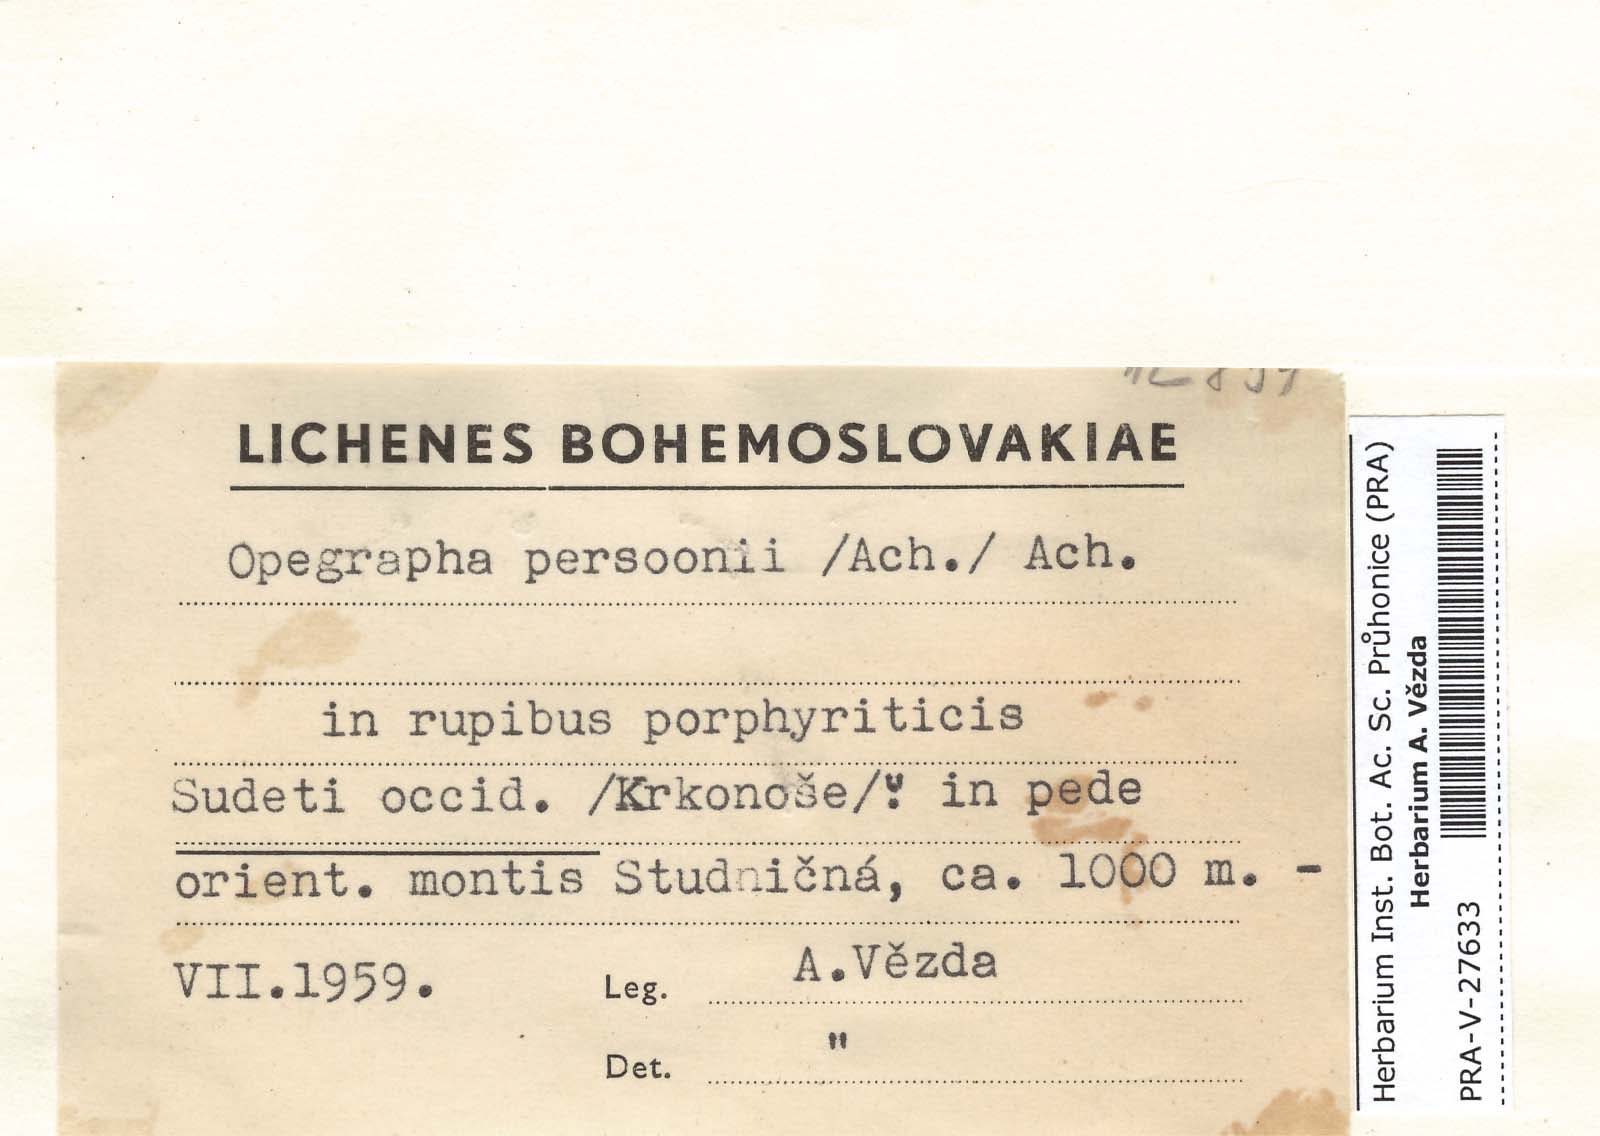 LICHENES BOHEMOSLOVAKIAE
Opegrapha persoonii /Ach./ Ach.
in rupibus porphyriticis
Sudeti occid. /Krkonoše/: in pede
orient. montis Studničná, ca. 1000 m. -
VII.1959.
Leg. A.Vězda
Det. "
Herbarium Inst. Bot. Ac. Sc. Průhonice (PRA)
Herbarium A. Vězda
PRA-V-27633